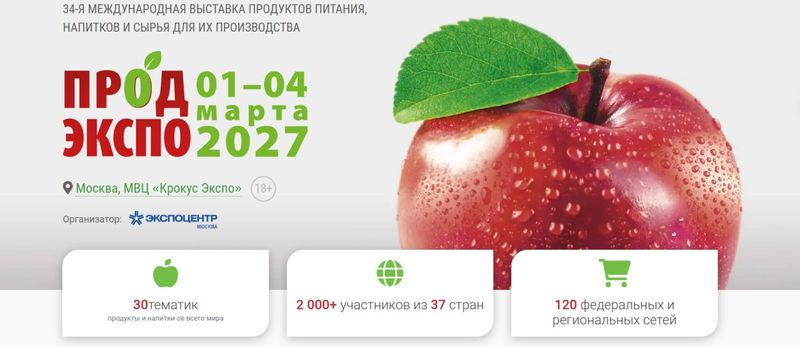 34-Я МЕЖДУНАРОДНАЯ ВЫСТАВКА ПРОДУКТОВ ПИТАНИЯ,
НАПИТКОВ И СЫРЬЯ ДЛЯ ИХ ПРОИЗВОДСТВА
ПРОД
ЭКСПО
01–04
марта
2027
Москва, МВЦ «Крокус Экспо»
18+
Организатор:
ЭКСПОЦЕНТР
МОСКВА
30тематик
продукты и напитки со всего мира
2 000+ участников из 37 стран
120 федеральных и
региональных сетей